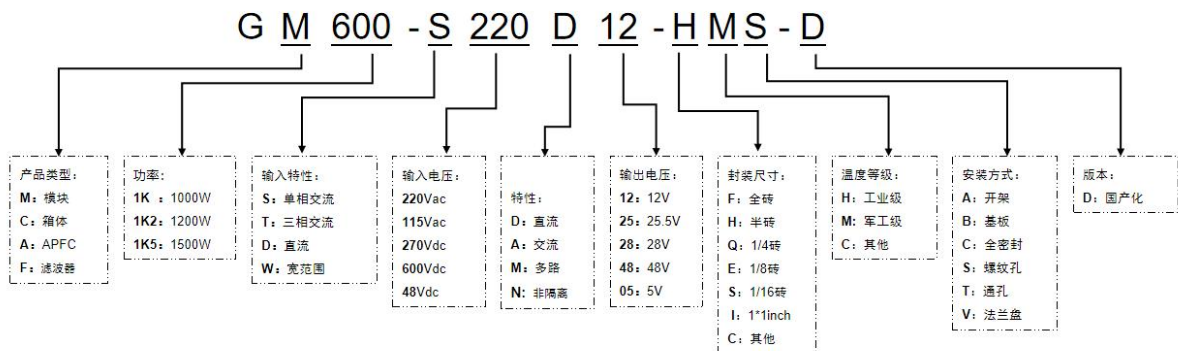 GM600-S220D12-HMS-D
产品类型：
M：模块
C：箱体
A：APFC
F：滤波器
功率：
1K ：1000W
1K2：1200W
1K5：1500W
输入特性：
S：单相交流
T：三相交流
D：直流
W：宽范围
输入电压：
220Vac
115Vac
270Vdc
600Vdc
48Vdc
特性：
D：直流
A：交流
M：多路
N：非隔离
输出电压：
12：12V
25：25.5V
28：28V
48：48V
05：5V
封装尺寸：
F：全砖
H：半砖
Q：1/4砖
E：1/8砖
S：1/16砖
I：1*1inch
C：其他
温度等级：
H：工业级
M：军工级
C：其他
安装方式：
A：开架
B：基板
C：全密封
S：螺纹孔
T：通孔
V：法兰盘
版本：
D：国产化